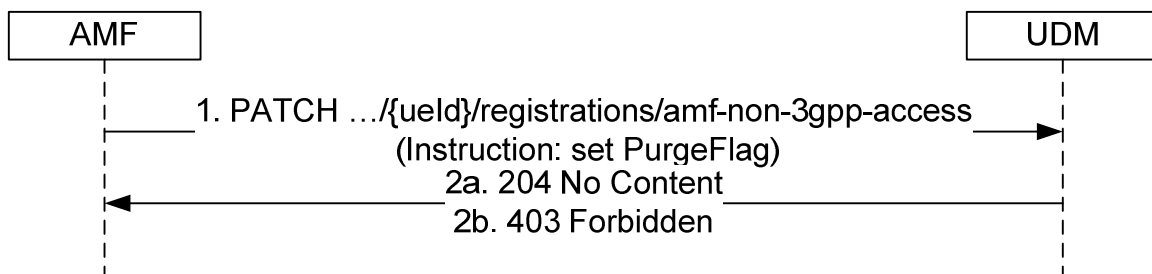 AMF
UDM
1. PATCH …/{ueId}/registrations/amf-non-3gpp-access
(Instruction: set PurgeFlag)
2a. 204 No Content
2b. 403 Forbidden